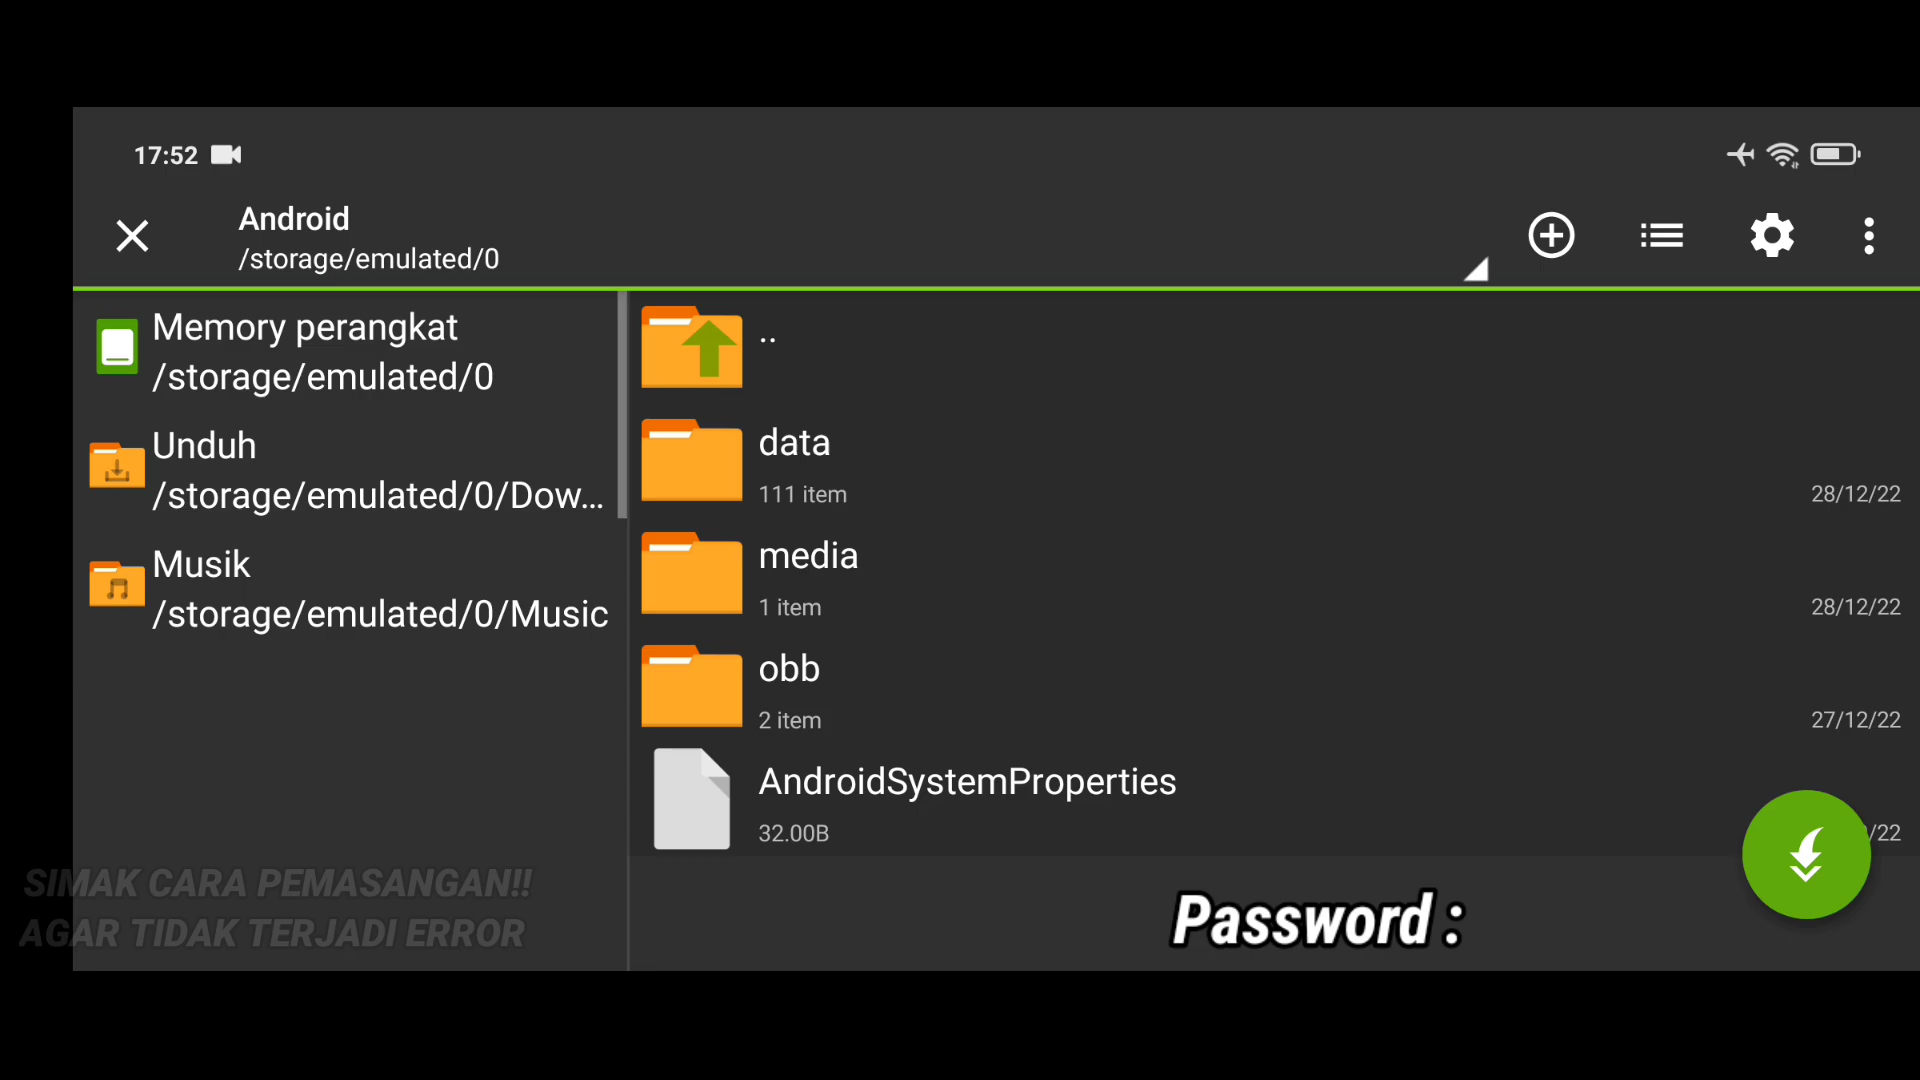 17:52
Android
/storage/emulated/0
Memory perangkat
/storage/emulated/0
Unduh
/storage/emulated/0/Dow...
Musik
/storage/emulated/0/Music
..
data
111 item
28/12/22
media
1 item
28/12/22
obb
2 item
27/12/22
AndroidSystemProperties
32.00B
/22
SIMAK CARA PEMASANGAN!!
AGAR TIDAK TERJADI ERROR
Password :